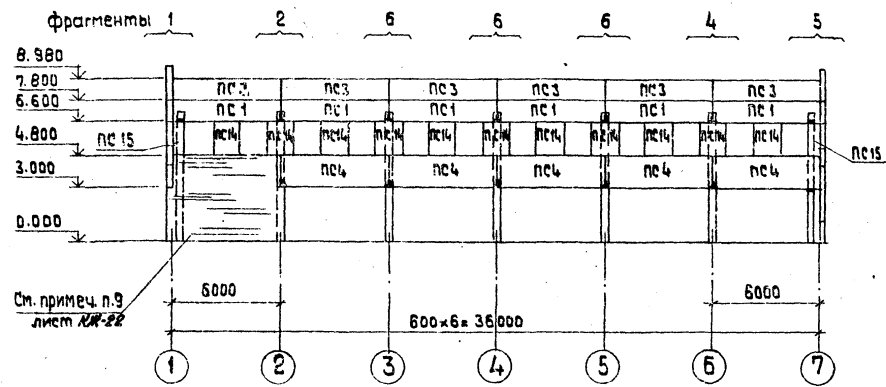 фрагменты 1 2 6 6 6 4 5
8.980
7.800
6.600
4.800
3.000
0.000
ПС3 ПС3 ПС3 ПС3 ПС3 ПС3
ПС1 ПС1 ПС1 ПС1 ПС1 ПС1
ПС15 ПС14 ПС14 ПС14 ПС14 ПС14 ПС14 ПС14 ПС14 ПС14 ПС14 ПС14 ПС15
ПС4 ПС4 ПС4 ПС4 ПС4
См. примеч. п.9
лист КЖ-22
6000 6000
600×6=36000
1 2 3 4 5 6 7